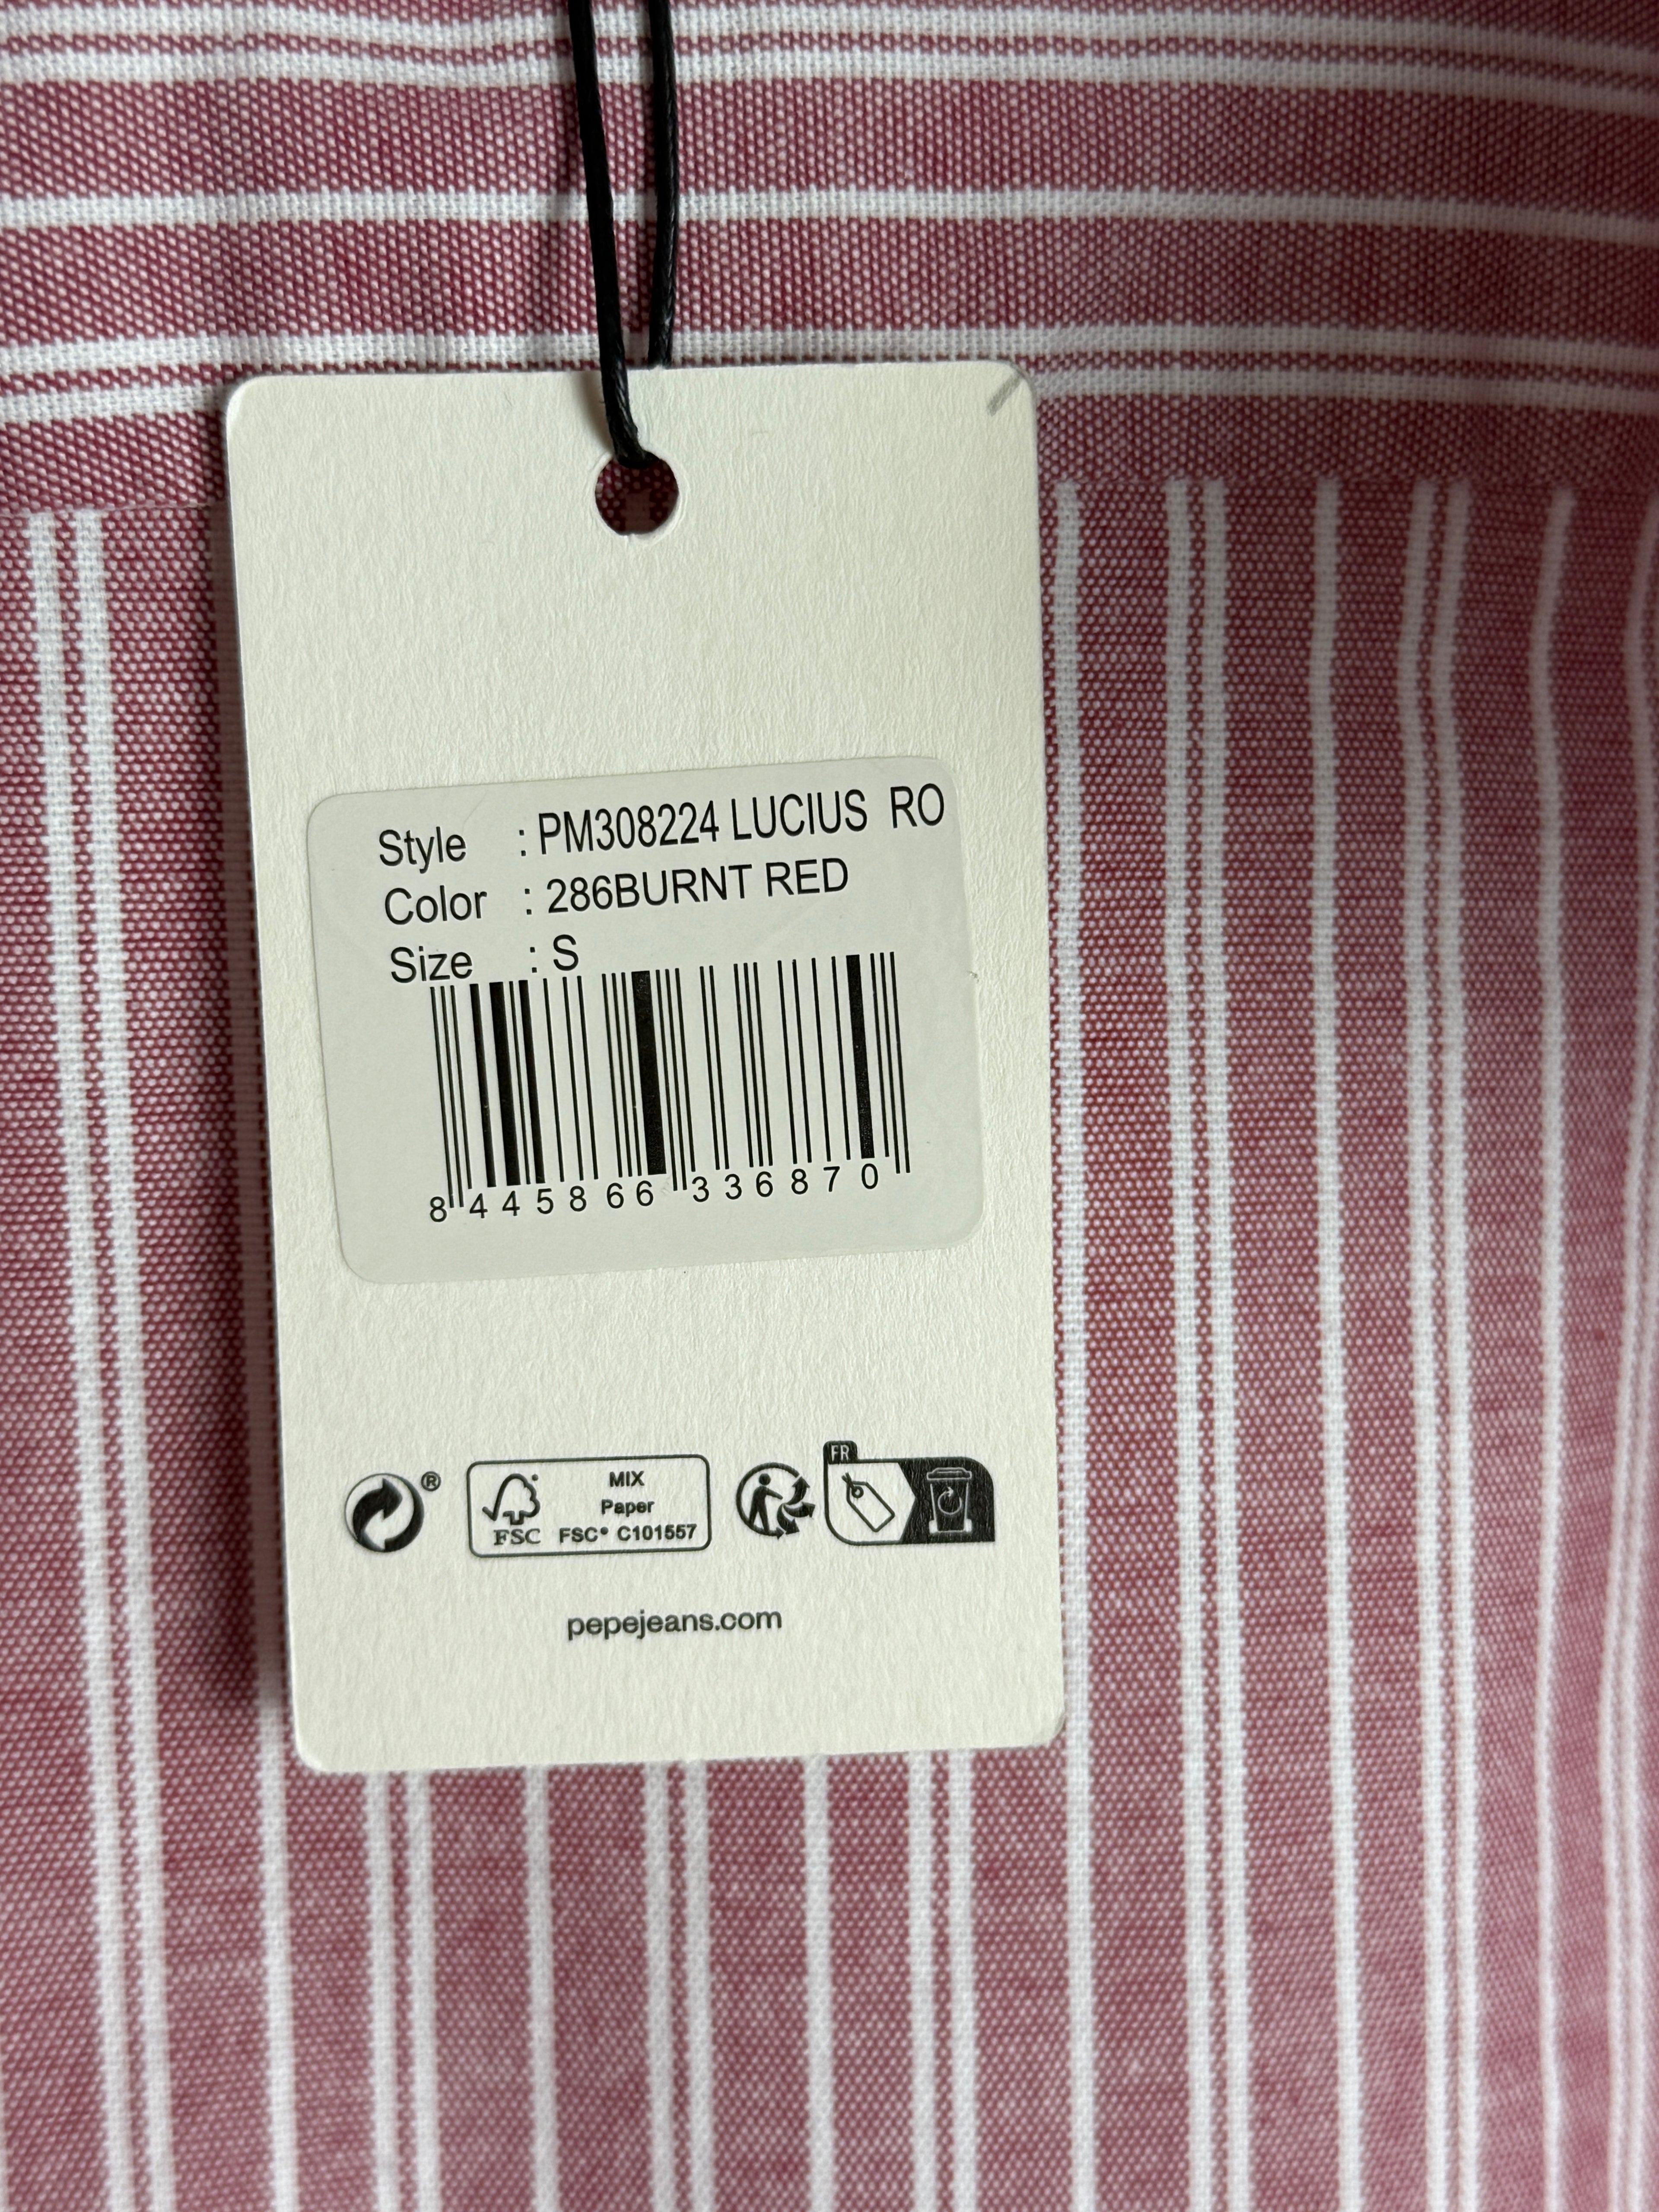 Style : PM308224 LUCIUS RO
Color : 286BURNT RED
Size : S
8 445866 336870
®
FSC
MIX
Paper
FSC® C101557
FR
pepejeans.com